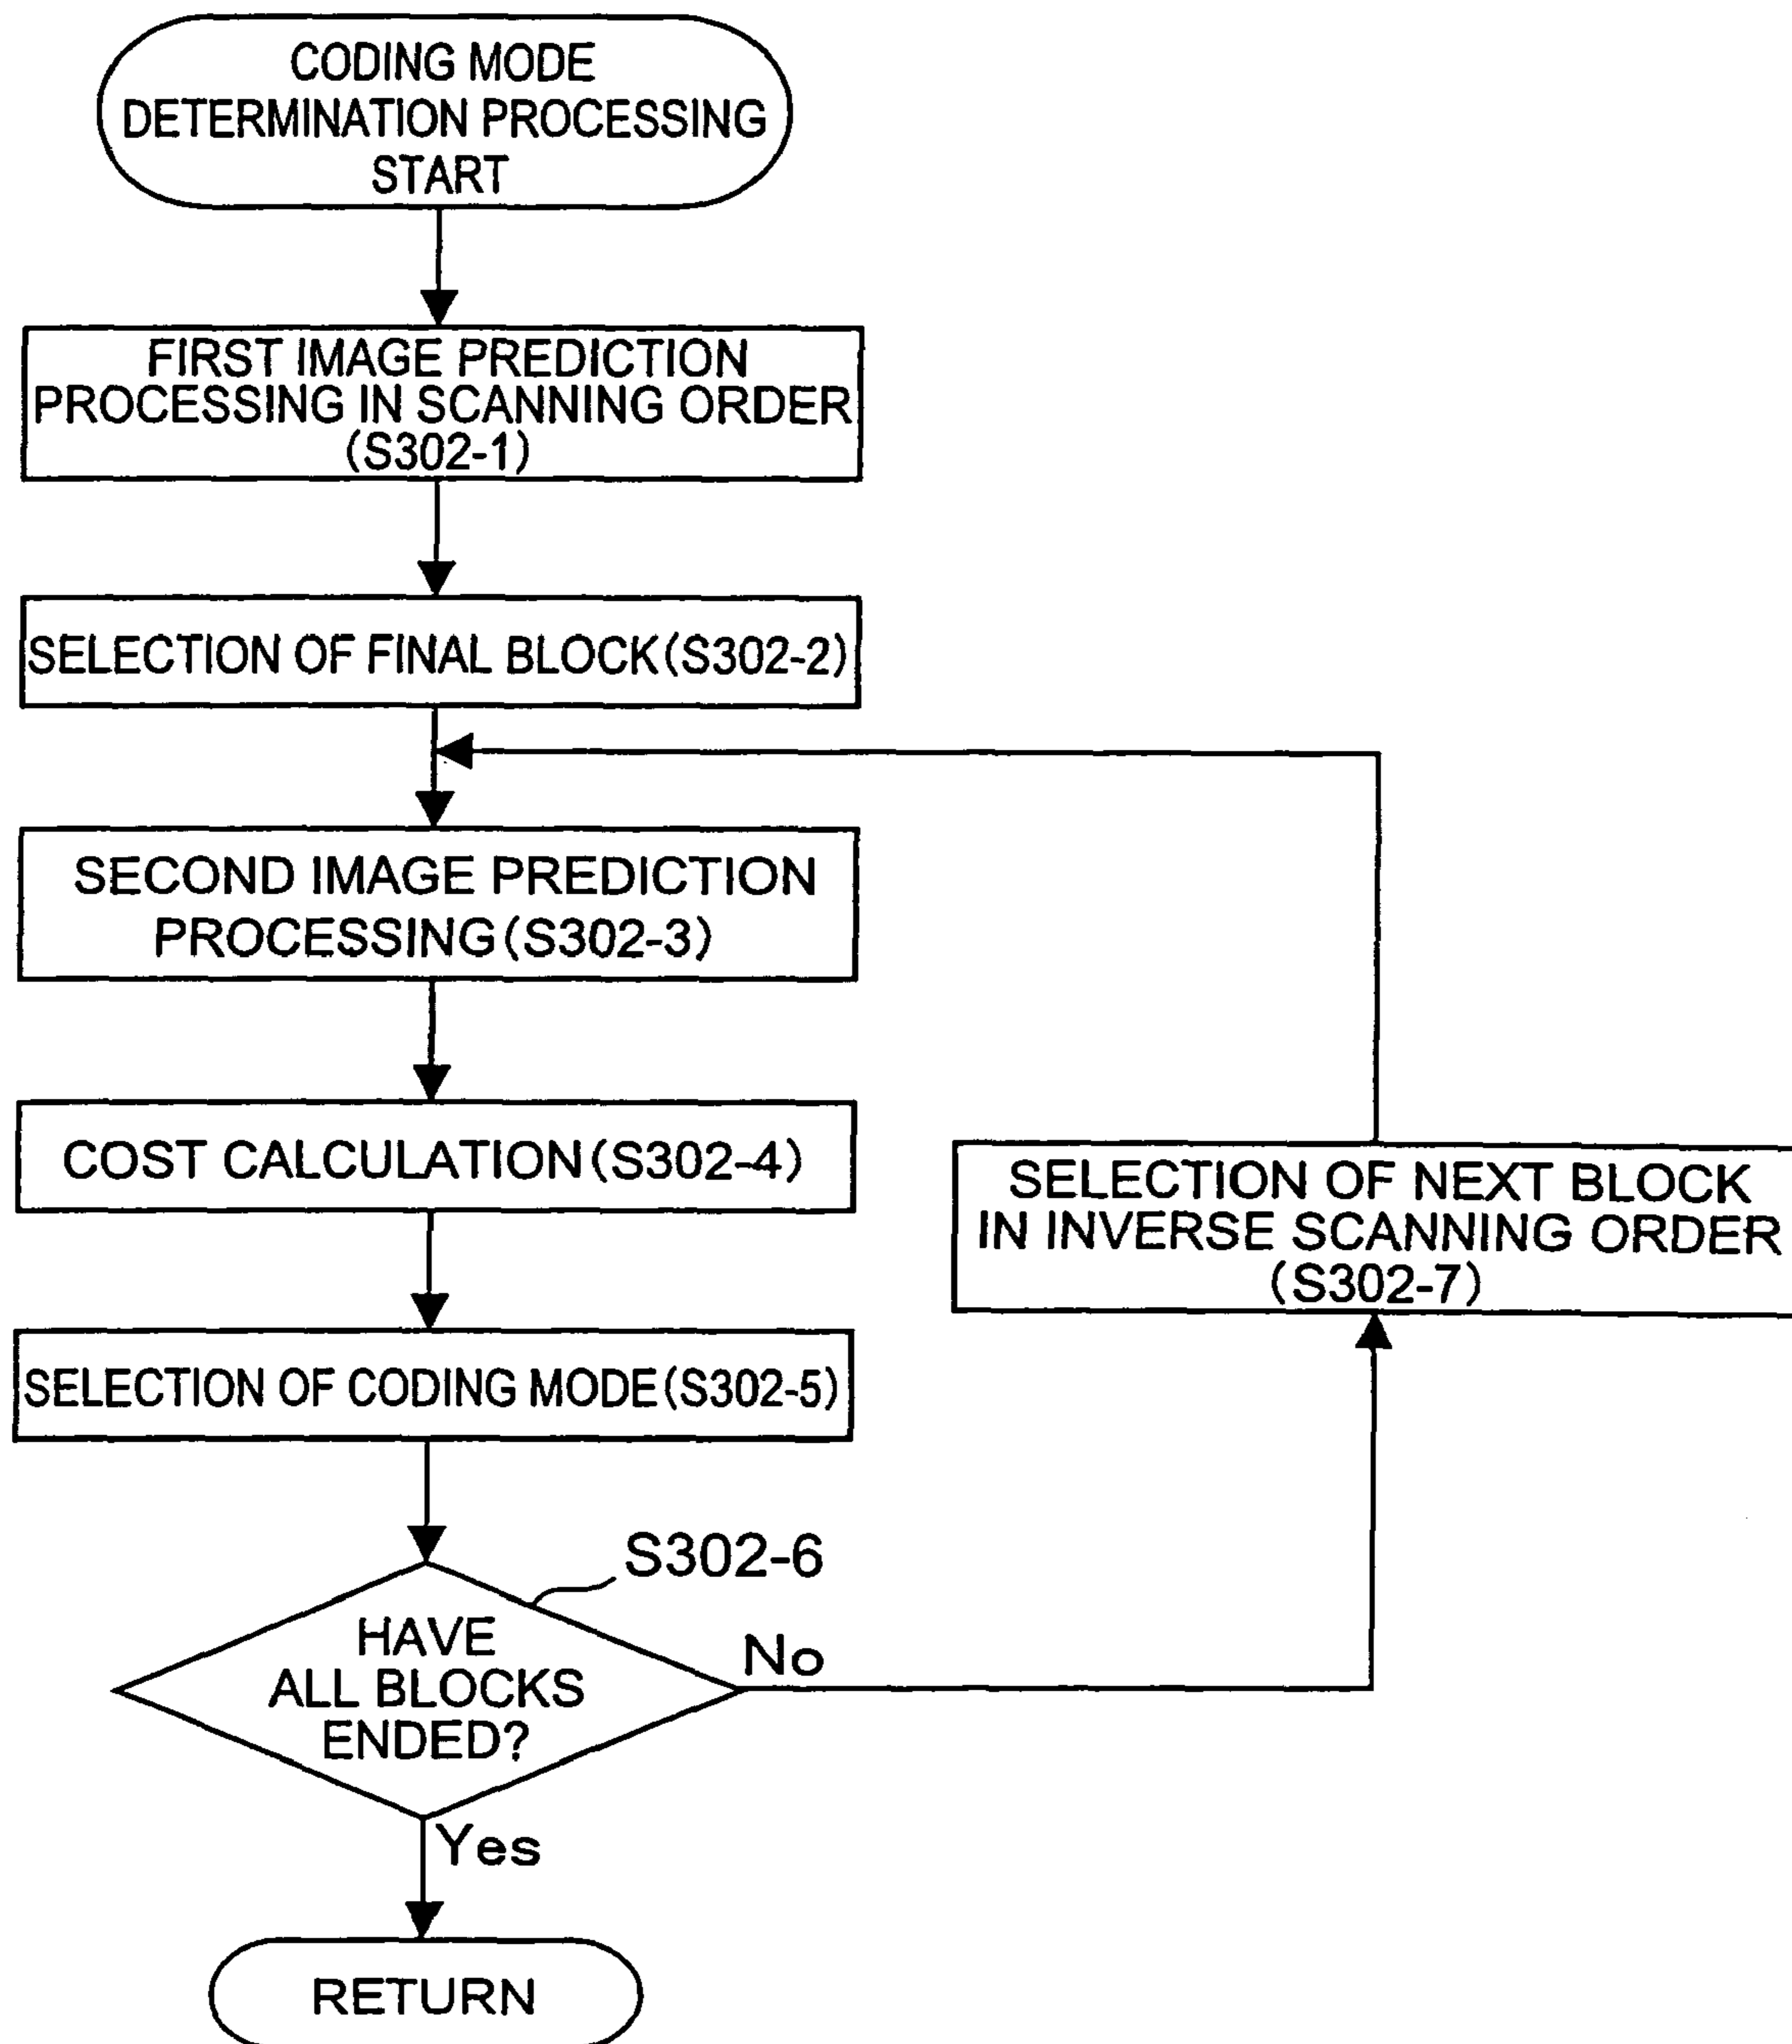 CODING MODE
DETERMINATION PROCESSING
START
FIRST IMAGE PREDICTION
PROCESSING IN SCANNING ORDER
(S302-1)
SELECTION OF FINAL BLOCK(S302-2)
SECOND IMAGE PREDICTION
PROCESSING(S302-3)
COST CALCULATION(S302-4)
SELECTION OF NEXT BLOCK
IN INVERSE SCANNING ORDER
(S302-7)
SELECTION OF CODING MODE(S302-5)
S302-6
HAVE
ALL BLOCKS
ENDED?
No
Yes
RETURN